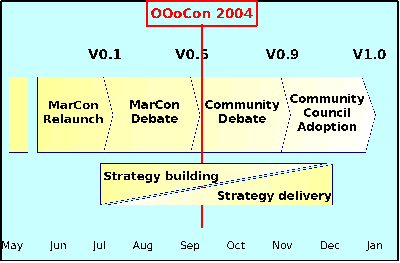 OOoCon 2004
V0.1 V0.5 V0.9 V1.0
MarCon Relaunch
MarCon Debate
Community Debate
Community Council Adoption
Strategy building
Strategy delivery
May Jun Jul Aug Sep Oct Nov Dec Jan